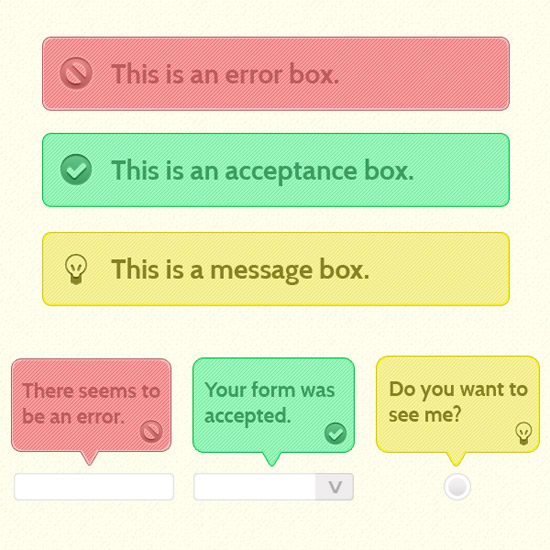 This is an error box.
This is an acceptance box.
This is a message box.
There seems to
be an error.
Your form was
accepted.
Do you want to
see me?
V